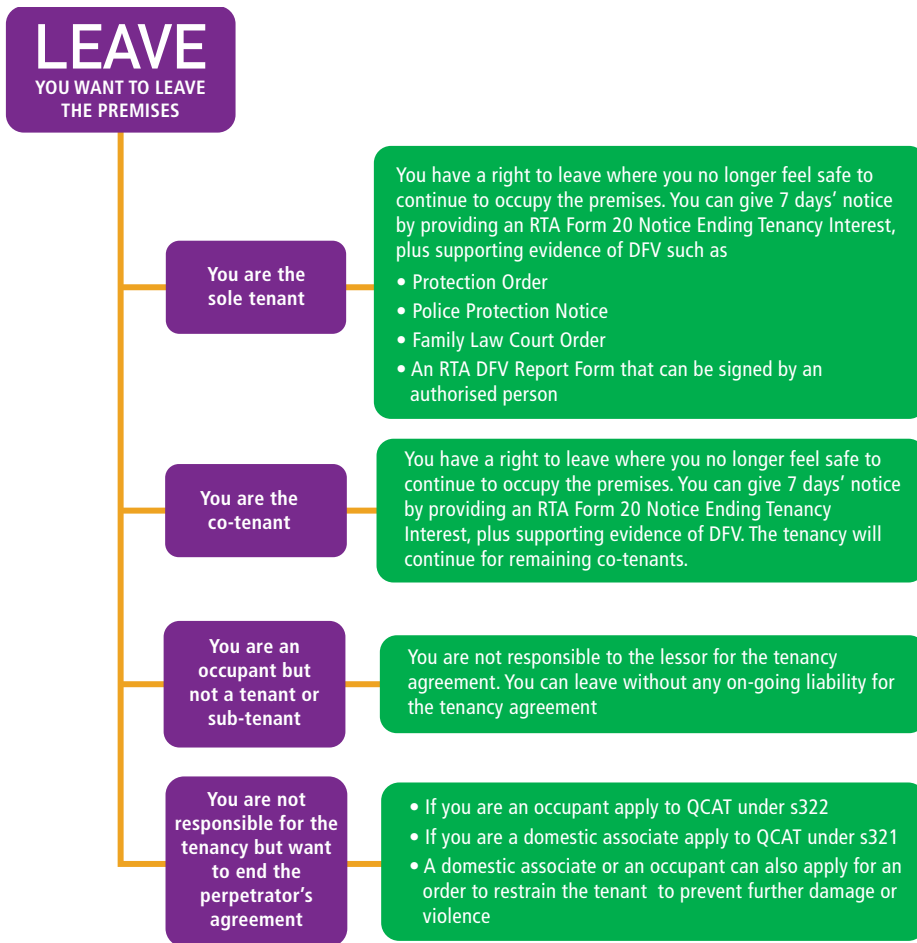 LEAVE
YOU WANT TO LEAVE
THE PREMISES
You are the
sole tenant
You have a right to leave where you no longer feel safe to
continue to occupy the premises. You can give 7 days’ notice
by providing an RTA Form 20 Notice Ending Tenancy Interest,
plus supporting evidence of DFV such as
• Protection Order
• Police Protection Notice
• Family Law Court Order
• An RTA DFV Report Form that can be signed by an
authorised person
You are the
co-tenant
You have a right to leave where you no longer feel safe to
continue to occupy the premises. You can give 7 days’ notice
by providing an RTA Form 20 Notice Ending Tenancy
Interest, plus supporting evidence of DFV. The tenancy will
continue for remaining co-tenants.
You are an
occupant but
not a tenant or
sub-tenant
You are not responsible to the lessor for the tenancy
agreement. You can leave without any on-going liability for
the tenancy agreement
You are not
responsible for the
tenancy but want
to end the
perpetrator’s
agreement
• If you are an occupant apply to QCAT under s322
• If you are a domestic associate apply to QCAT under s321
• A domestic associate or an occupant can also apply for an
order to restrain the tenant to prevent further damage or
violence